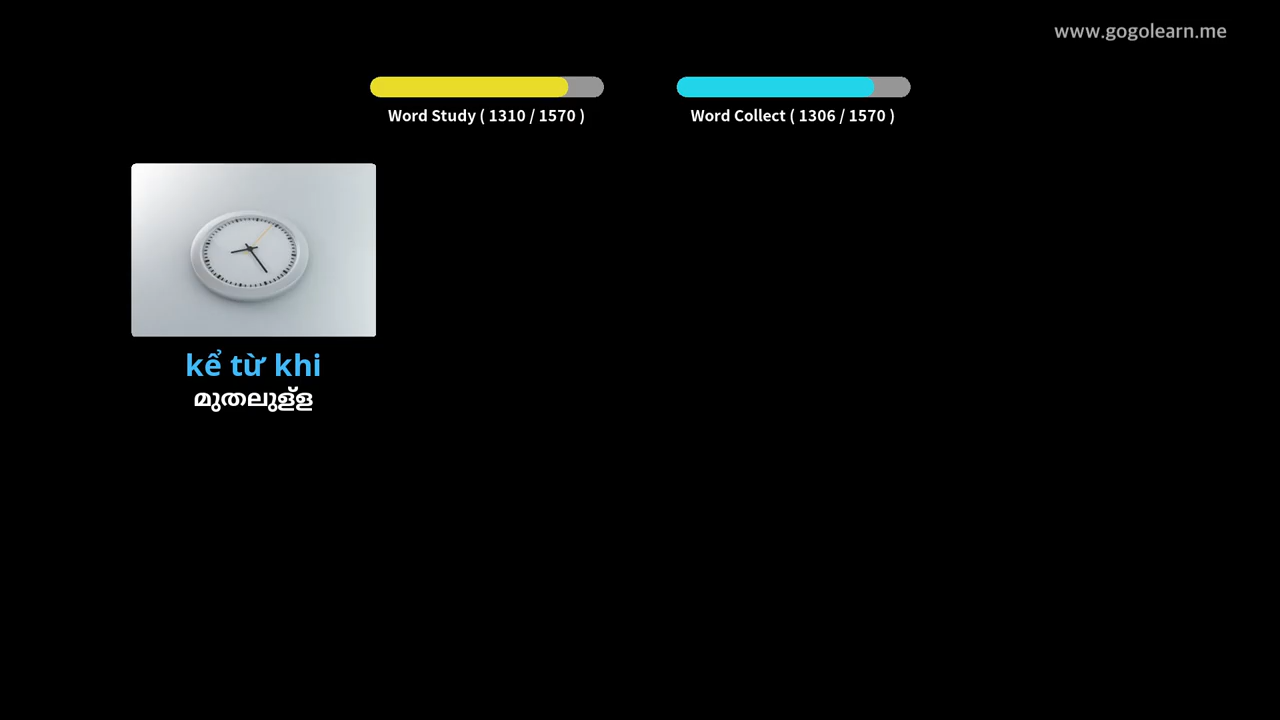 www.gogolearn.me
Word Study ( 1310 / 1570 )
Word Collect ( 1306 / 1570 )
kể từ khi
മുതലുള്ള